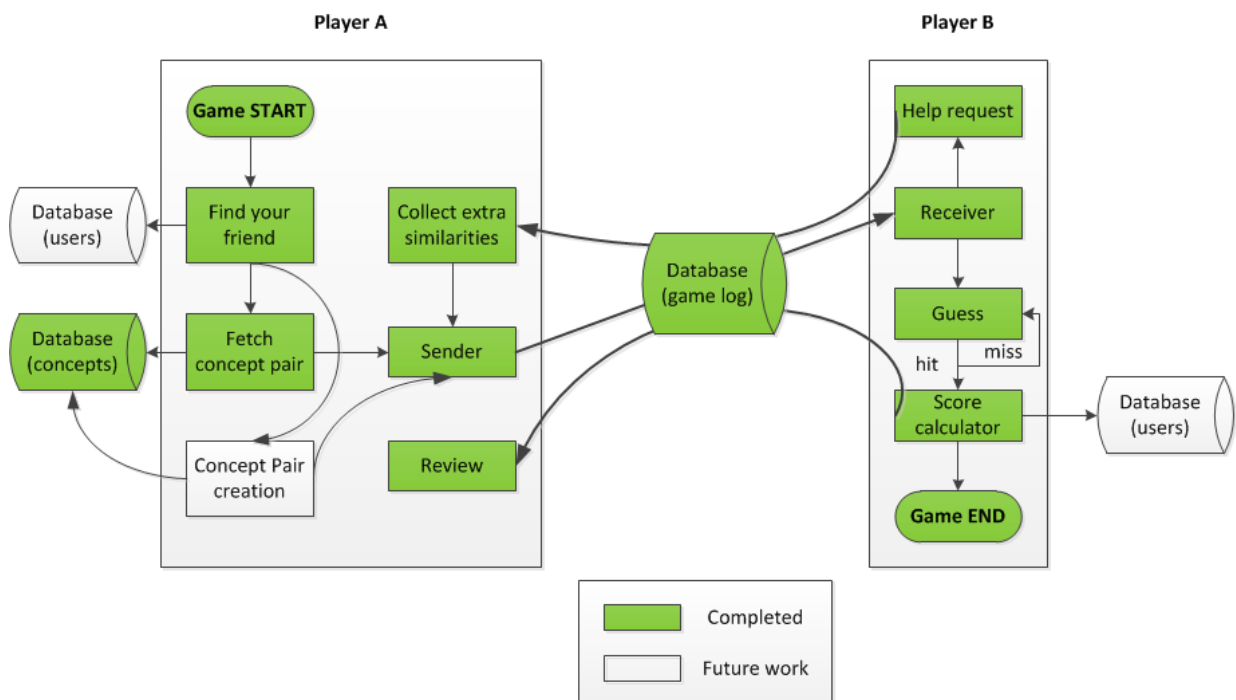 Player A
Player B
Game START
Help request
Database
(users)
Find your
friend
Collect extra
similarities
Receiver
Database
(game log)
Database
(concepts)
Fetch
concept pair
Sender
Guess
hit
miss
Score
calculator
Database
(users)
Concept Pair
creation
Review
Game END
Completed
Future work